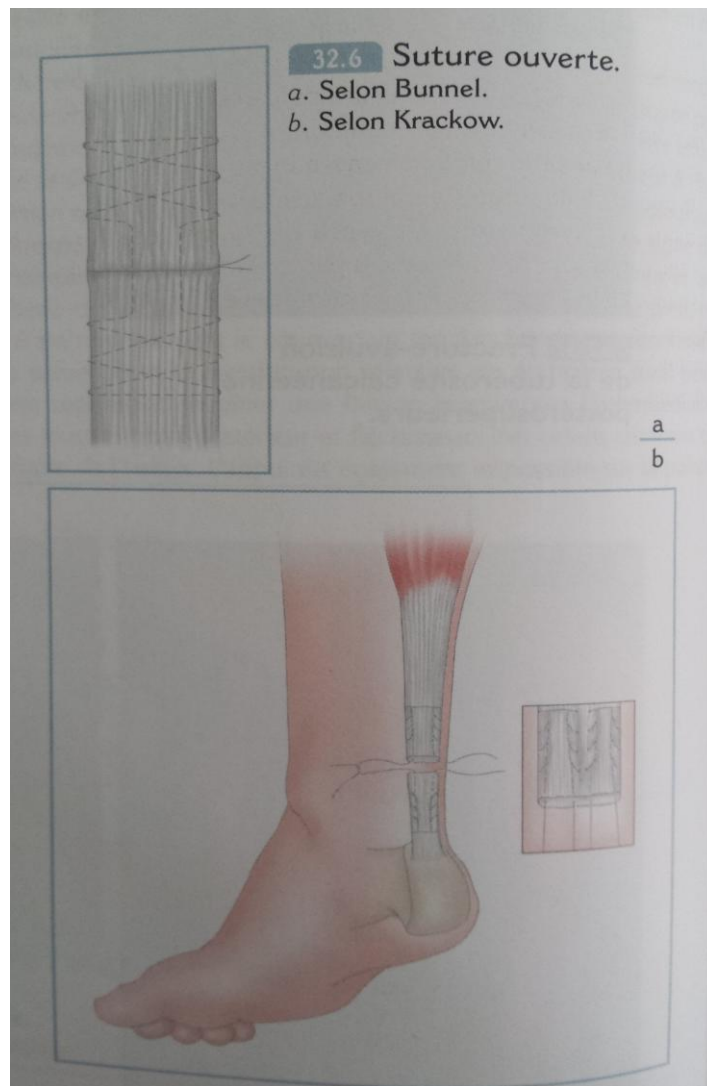 32.6 Suture ouverte.
a. Selon Bunnel.
b. Selon Krackow.
a
b